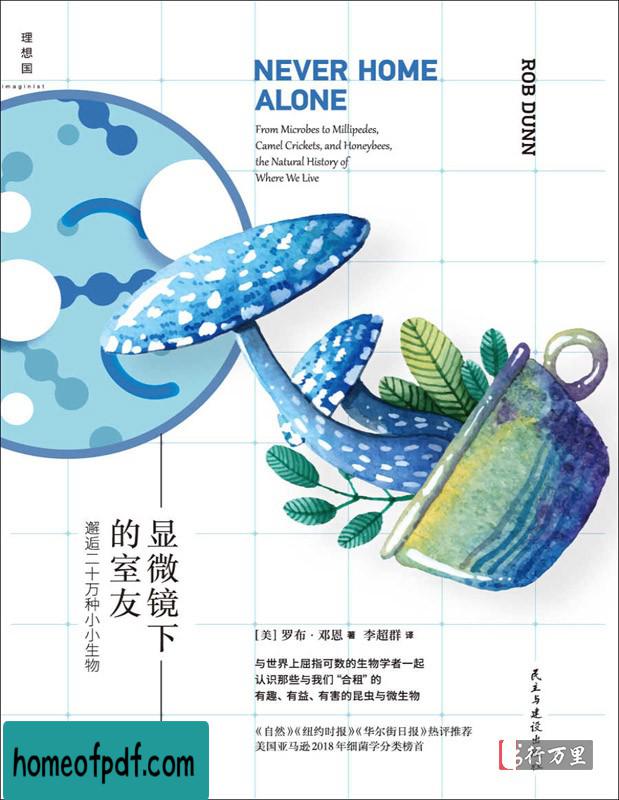 理想国
imaginist
NEVER HOME
ALONE
From Microbes to Millipedes,
Camel Crickets, and Honeybees,
the Natural History of
Where We Live
ROB DUNN
显微镜下
的室友
邂逅二十万种小小生物
[美] 罗布·邓恩 著 李超群 译
与世界上屈指可数的生物学者一起
认识那些与我们“合租”的
有趣、有益、有害的昆虫与微生物
《自然》《纽约时报》《华尔街日报》热评推荐
美国亚马逊2018年细菌学分类榜首
民主与建设出版社
书行万里
homeofpdf.com